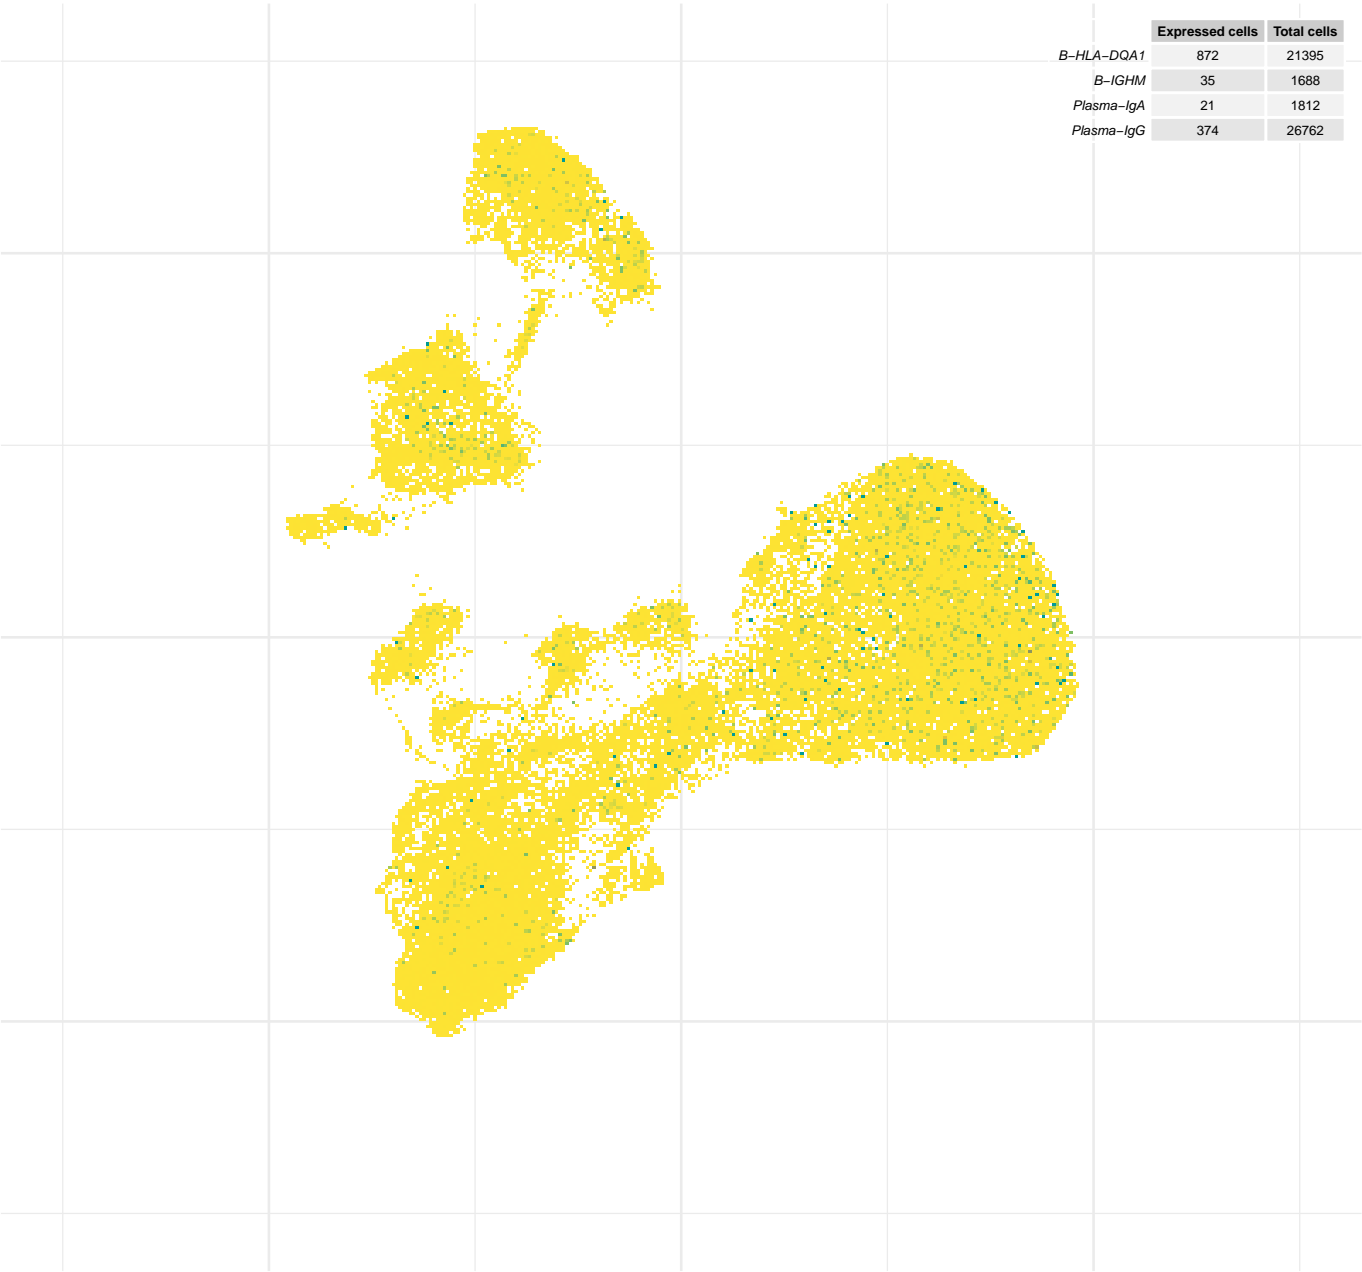 Expressed cells Total cells
B−HLA−DQA1 872 21395
B−IGHM 35 1688
Plasma−IgA 21 1812
Plasma−IgG 374 26762